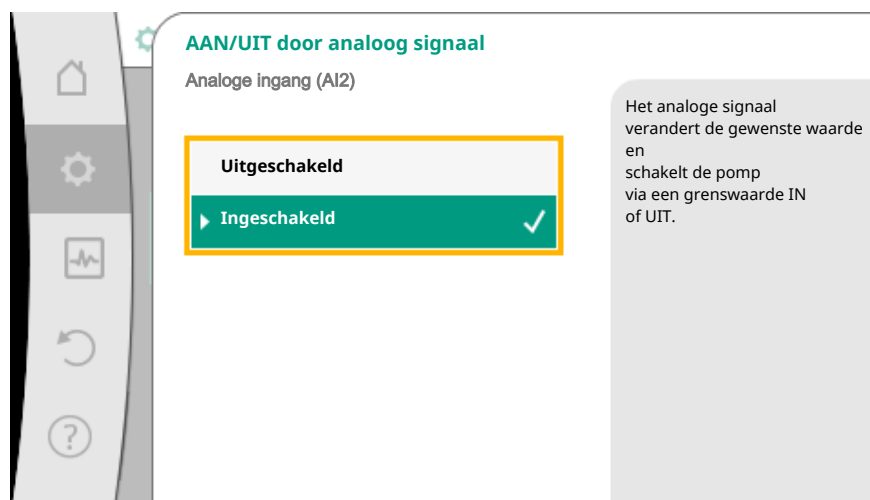 AAN/UIT door analoog signaal
Analoge ingang (AI2)
Uitgeschakeld
Ingeschakeld
Het analoge signaal
verandert de gewenste waarde
en
schakelt de pomp
via een grenswaarde IN
of UIT.
?